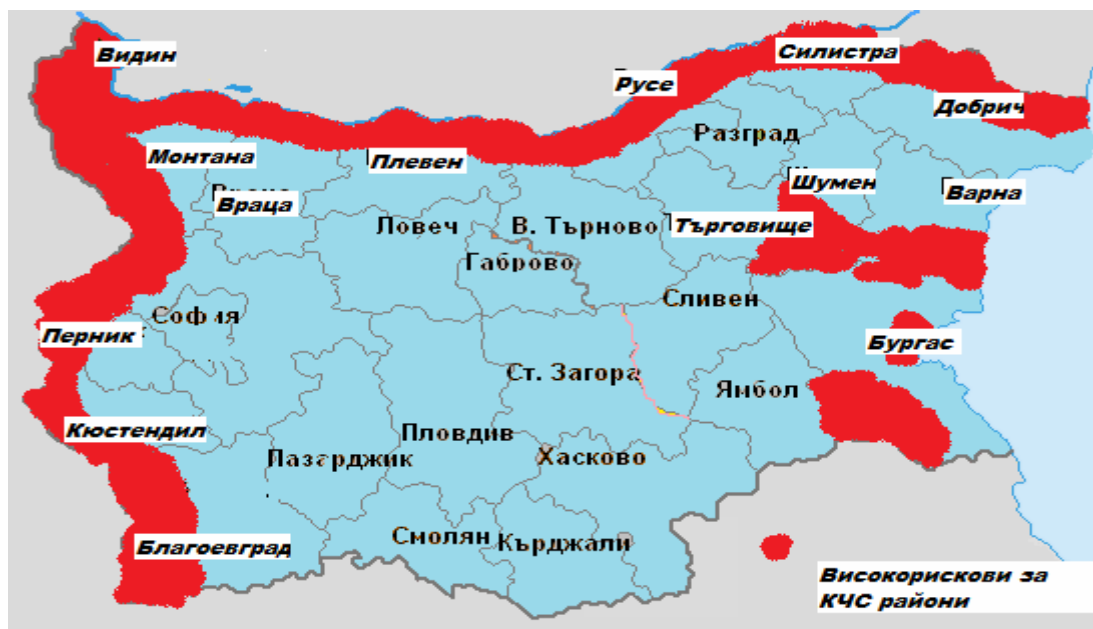 Видин
Силистра
Русе
Добрич
Разград
Монтана
Плевен
Шумен
Варна
Враца
Ловеч
В. Търново
Търговище
Габрово
Сливен
София
Перник
Бургас
Ст. Загора
Ямбол
Кюстендил
Пловдив
Пазарджик
Хасково
Благоевград
Смолян
Кърджали
Високорискови за
КЧС райони